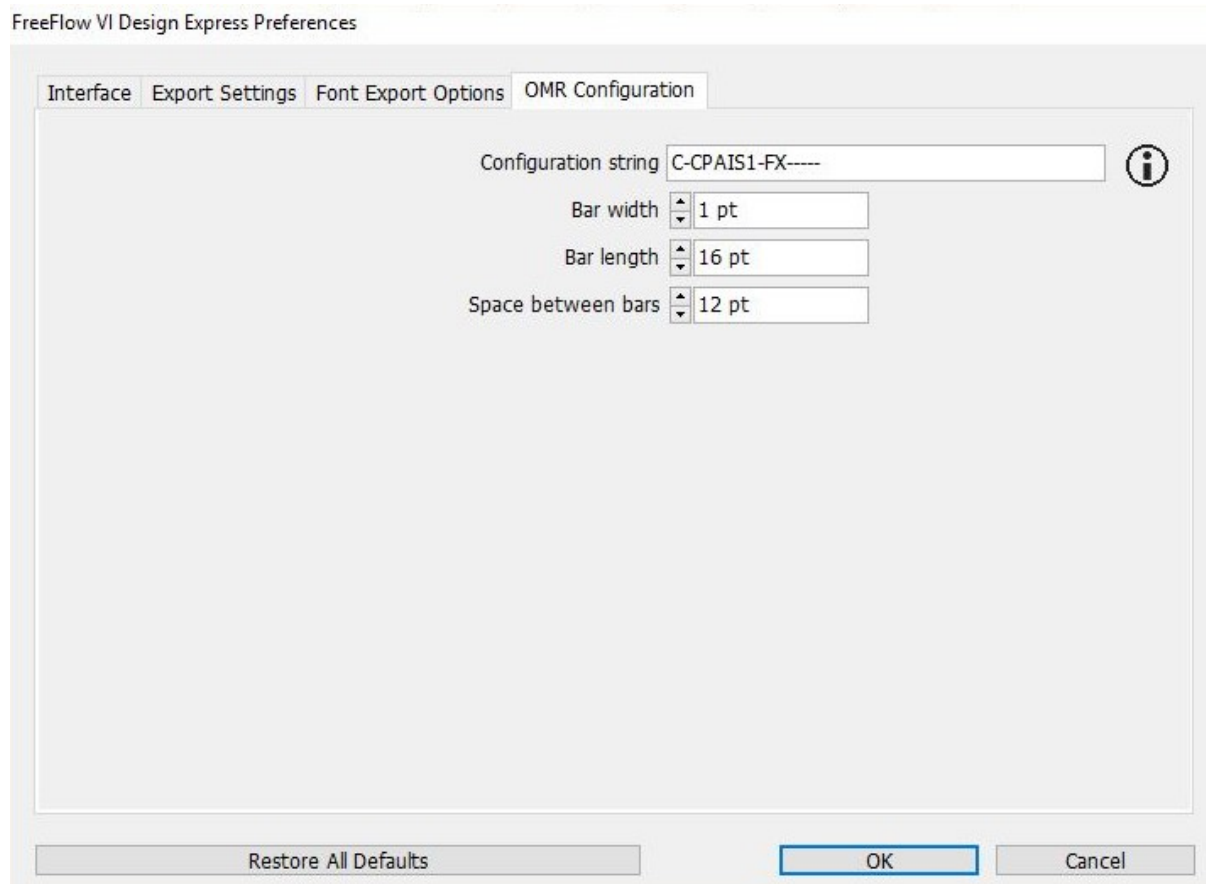 FreeFlow VI Design Express Preferences
Interface Export Settings Font Export Options OMR Configuration
Configuration string C-CPAIS1-FX-----
Bar width 1 pt
Bar length 16 pt
Space between bars 12 pt
Restore All Defaults OK Cancel